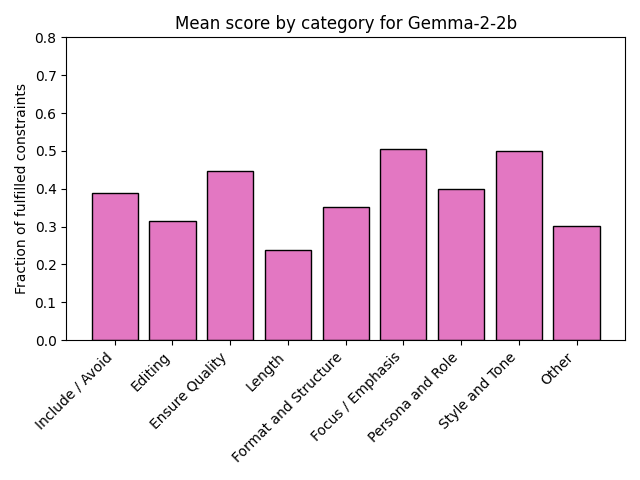 Mean score by category for Gemma-2-2b
Fraction of fulfilled constraints
0.8
0.7
0.6
0.5
0.4
0.3
0.2
0.1
0.0
Include / Avoid
Editing
Ensure Quality
Length
Format and Structure
Focus / Emphasis
Persona and Role
Style and Tone
Other